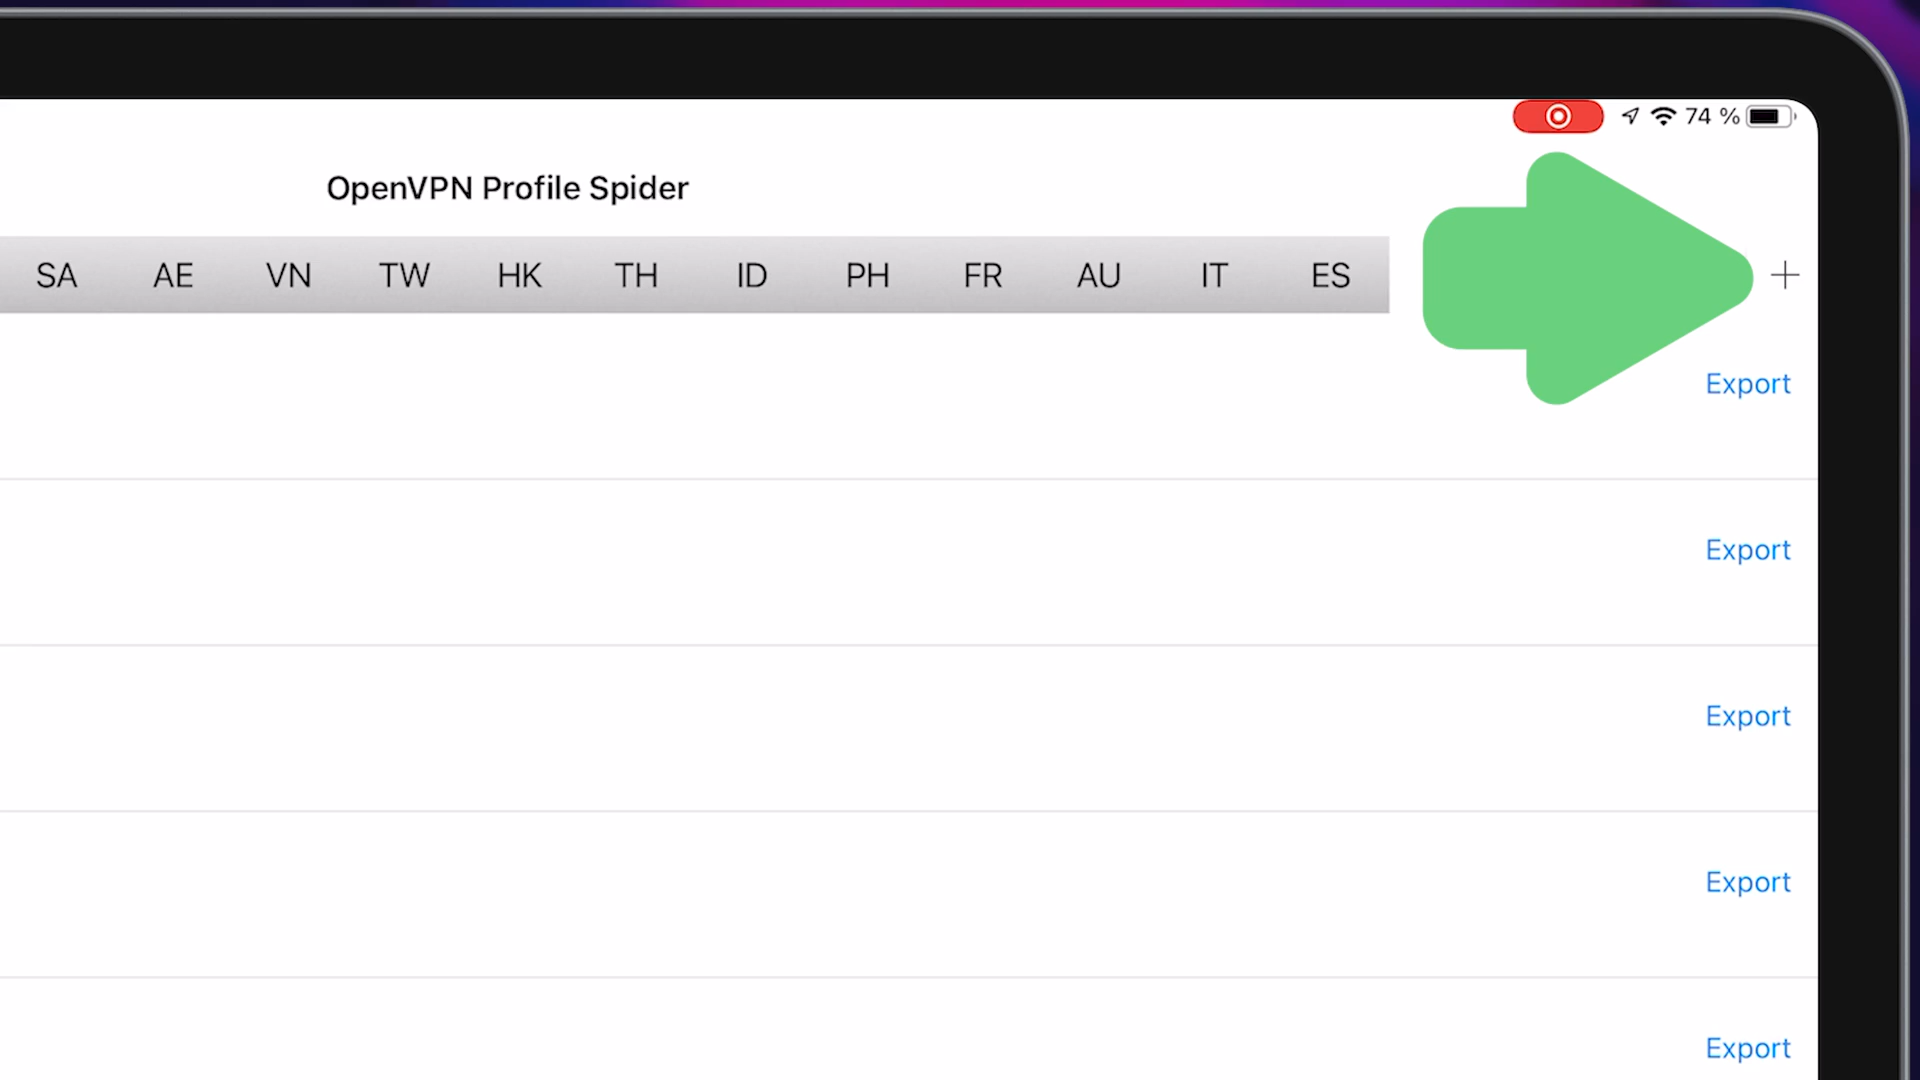 74 %
OpenVPN Profile Spider
SA AE VN TW HK TH ID PH FR AU IT ES
Export
Export
Export
Export
Export